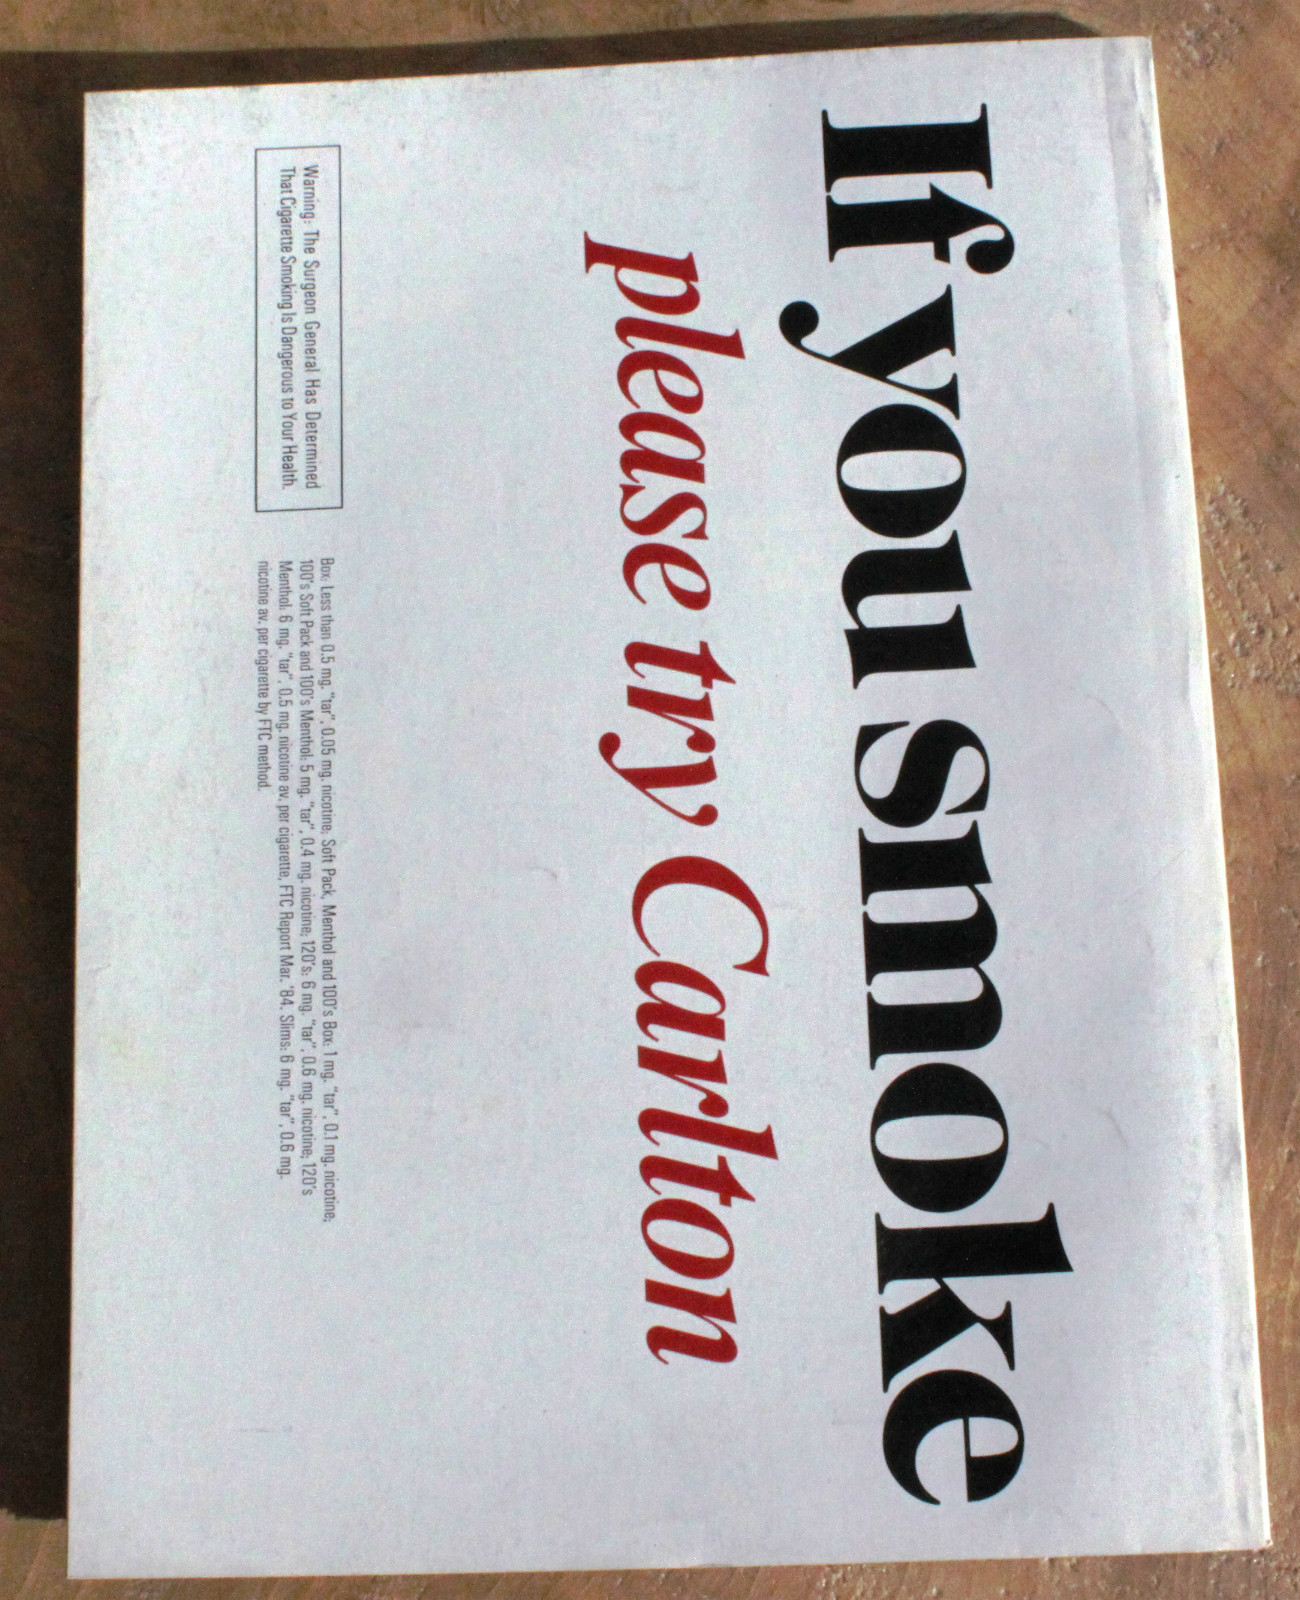 If you smoke
please try Carlton
Warning: The Surgeon General Has Determined
That Cigarette Smoking Is Dangerous to Your Health.
Box: Less than 0.5 mg. "tar", 0.05 mg. nicotine; Soft Pack, Menthol and 100's Box: 1 mg. "tar", 0.1 mg. nicotine;
100's Soft Pack and 100's Menthol: 5 mg. "tar", 0.4 mg. nicotine; 120's: 6 mg. "tar", 0.6 mg. nicotine; 120's
Menthol: 6 mg. "tar", 0.5 mg. nicotine av. per cigarette, FTC Report Mar. '84. Slims: 6 mg. "tar", 0.6 mg.
nicotine av. per cigarette by FTC method.